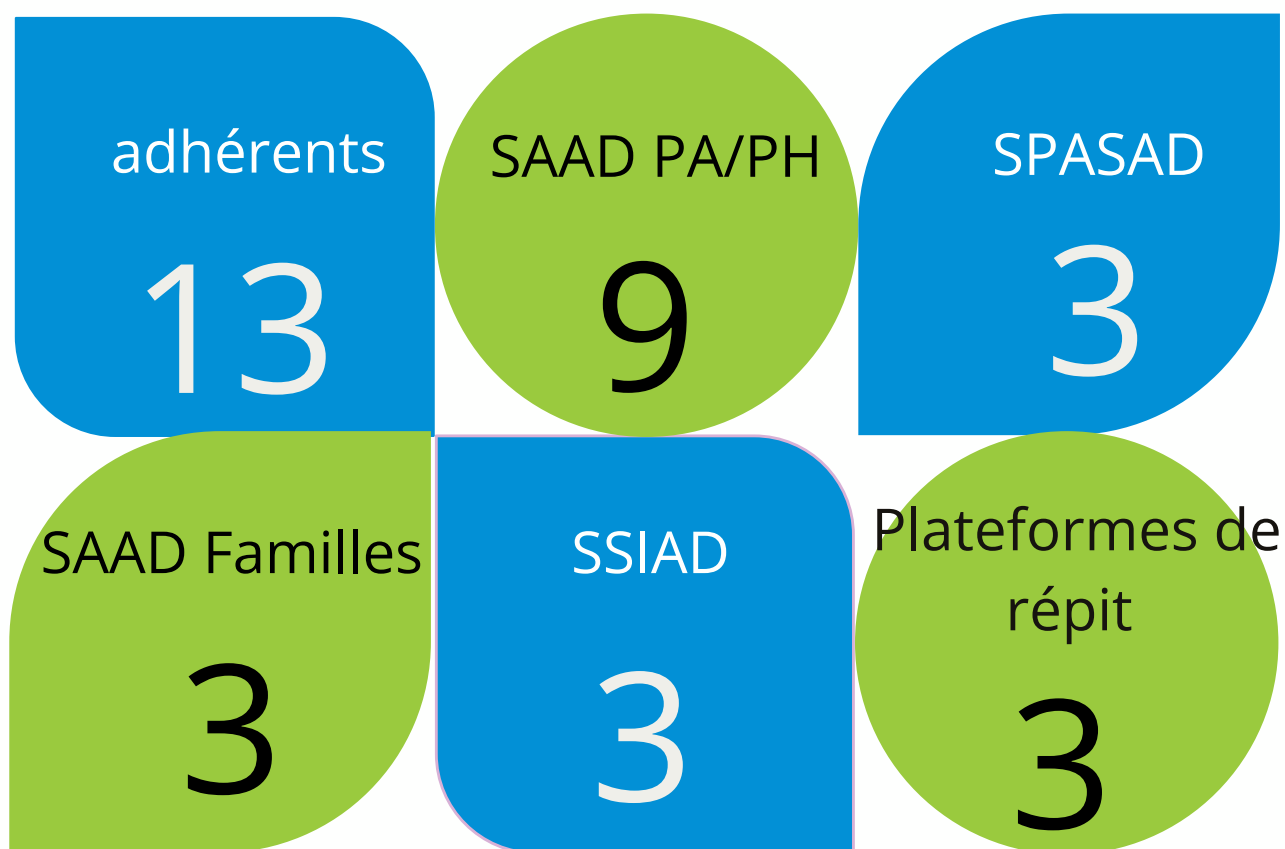 adhérents
13
SAAD PA/PH
9
SPASAD
3
SAAD Familles
3
SSIAD
3
Plateformes de
répit
3